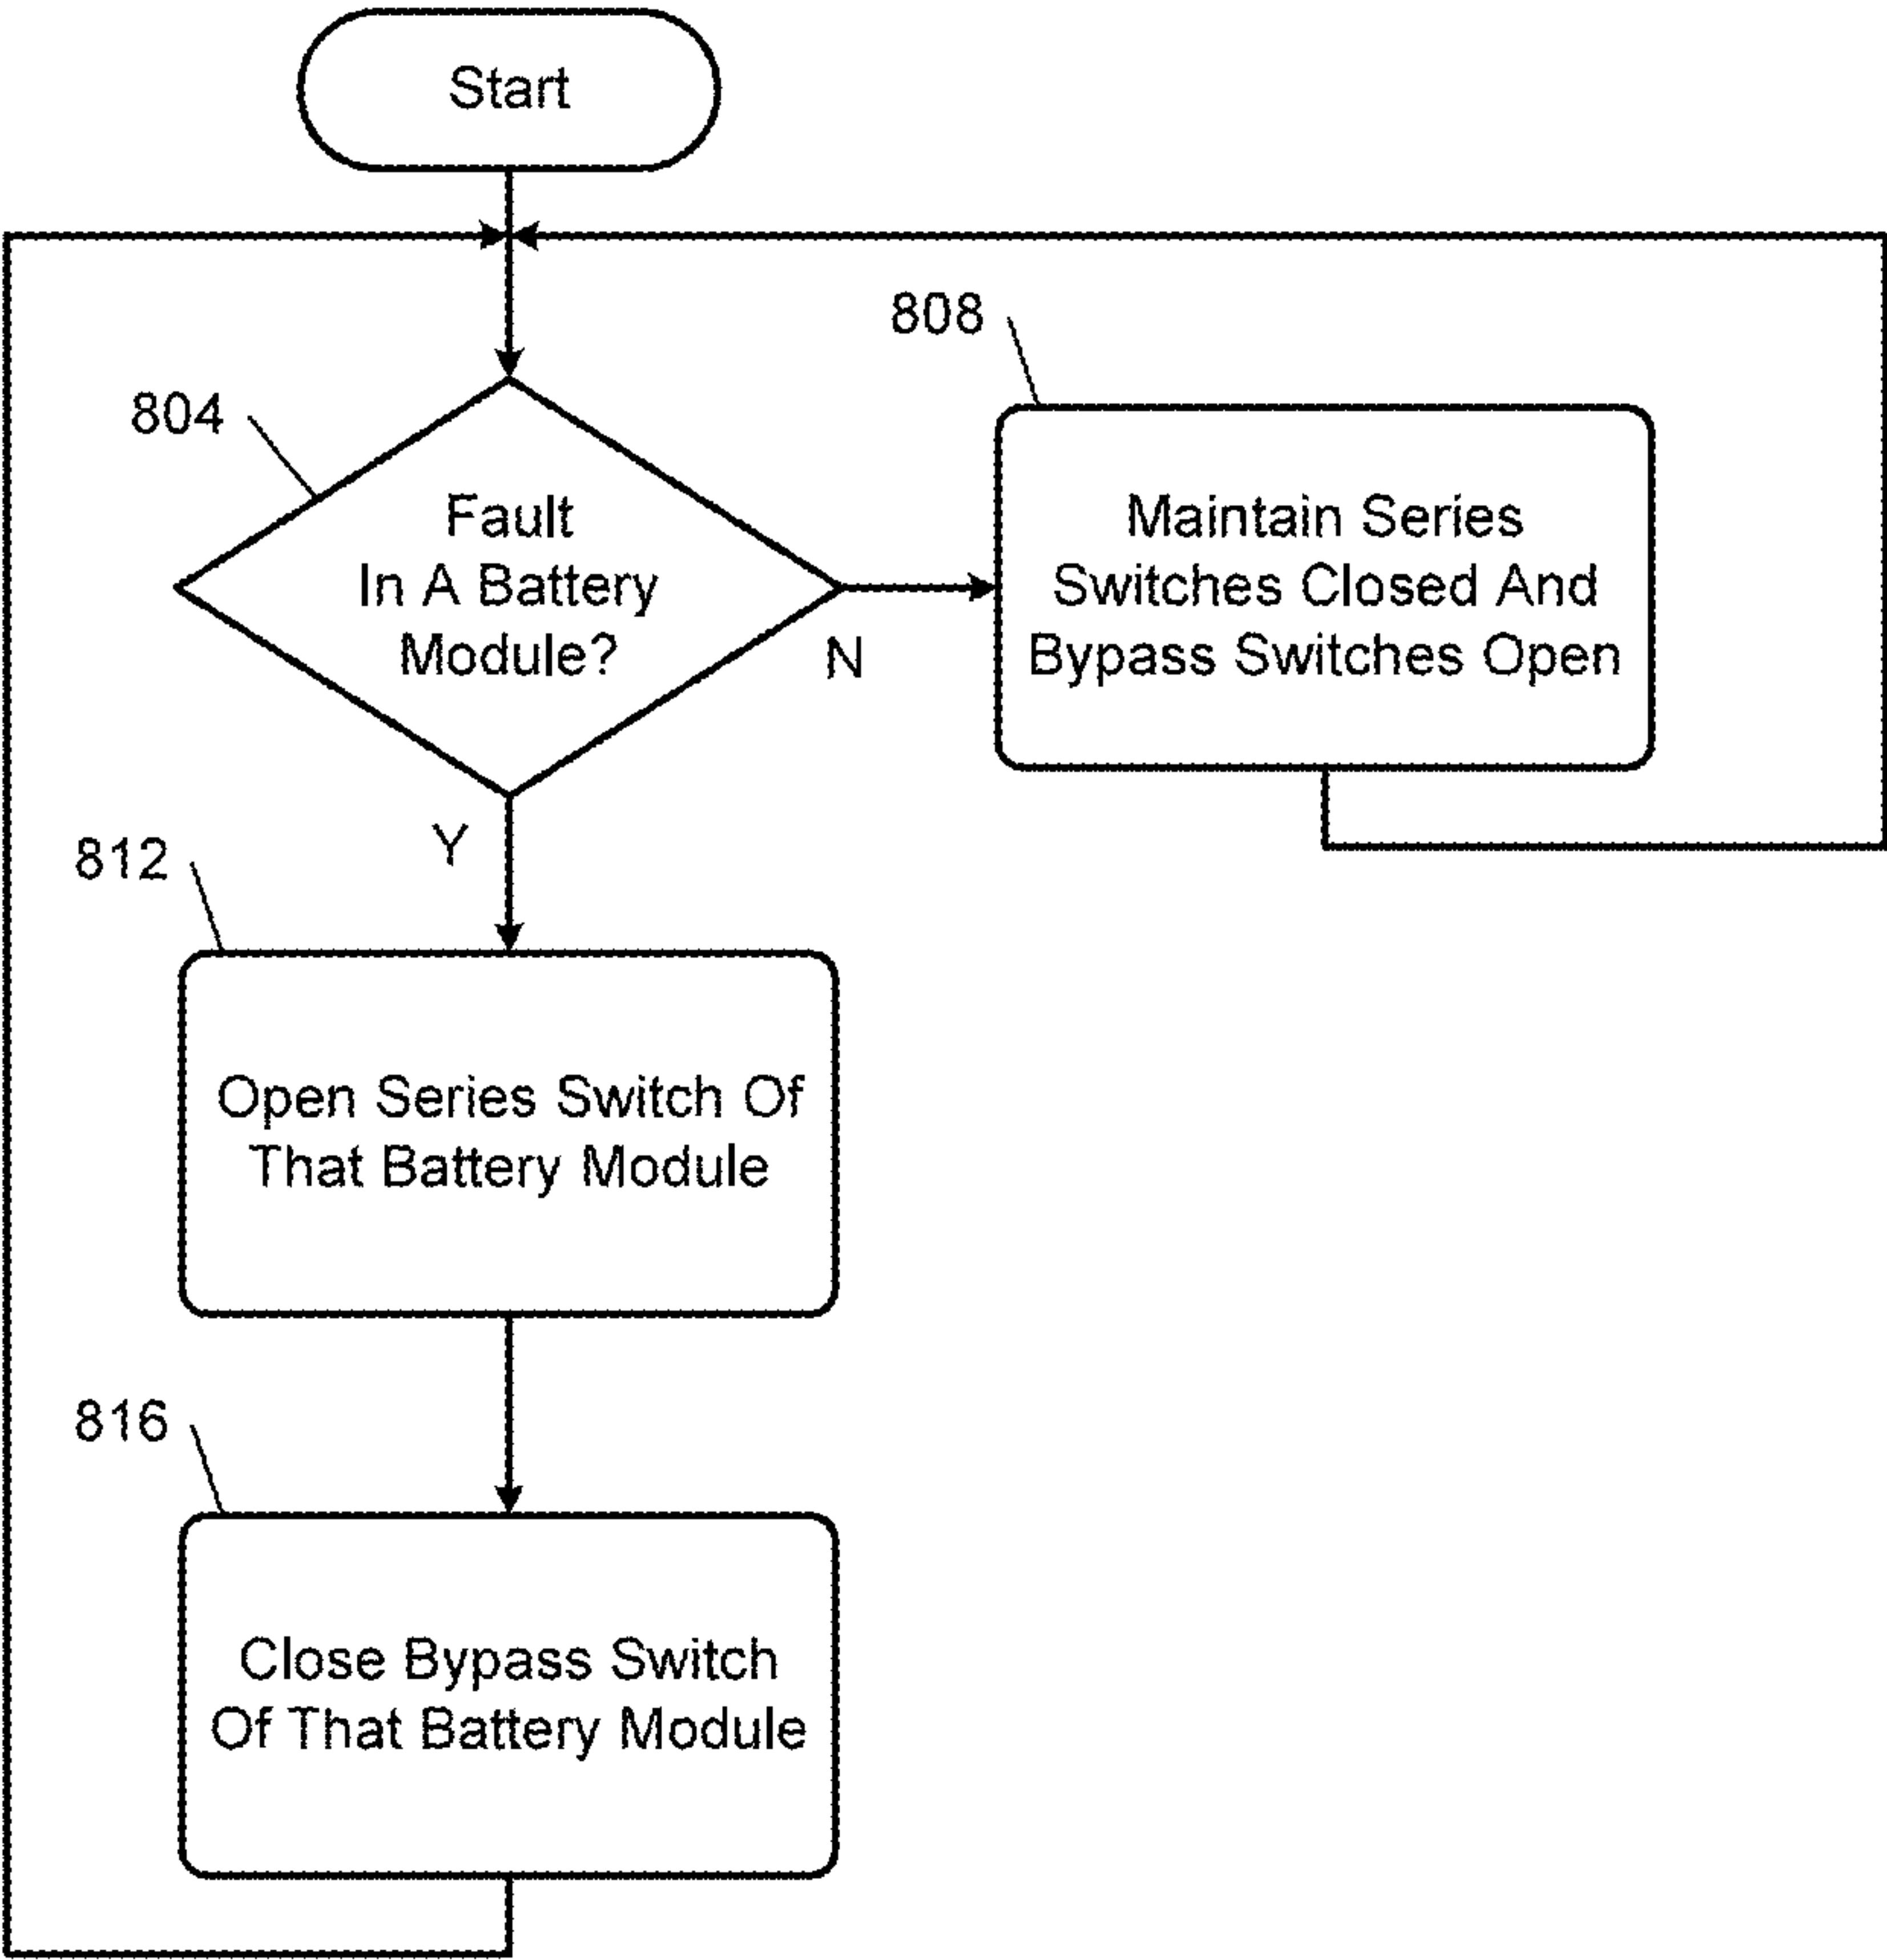 Start
808
804
Fault
In A Battery
Module?
Maintain Series
Switches Closed And
Bypass Switches Open
N
Y
812
Open Series Switch Of
That Battery Module
816
Close Bypass Switch
Of That Battery Module